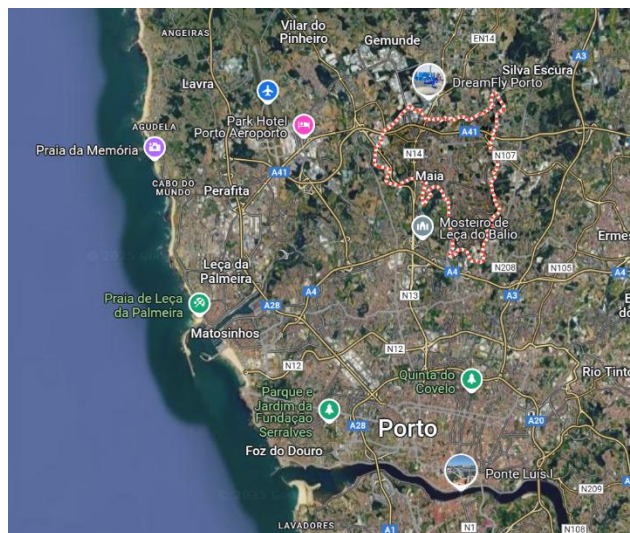 ANGEIRAS
Vilar do
Pinheiro
Gemunde
EN14
A3
Silva Escura
Lavra
DreamFly Porto
Park Hotel
Porto Aeroporto
A41
AGUDELA
Praia da Memória
N14
N107
A41
Maia
CABO DO
MUNDO
Perafita
Mosteiro de
Leça do Balio
Ermes
Leça da
Palmeira
A4
N208
N105
A4
N13
A3
Praia de Leça
da Palmeira
A28
Matosinhos
N12
N12
Rio Tinto
Quinta do
Covelo
Parque e
Jardim da
Fundação
Serralves
A28
Porto
A20
Foz do Douro
Ponte Luís I
N209
LAVADORES
A1
N1
N108